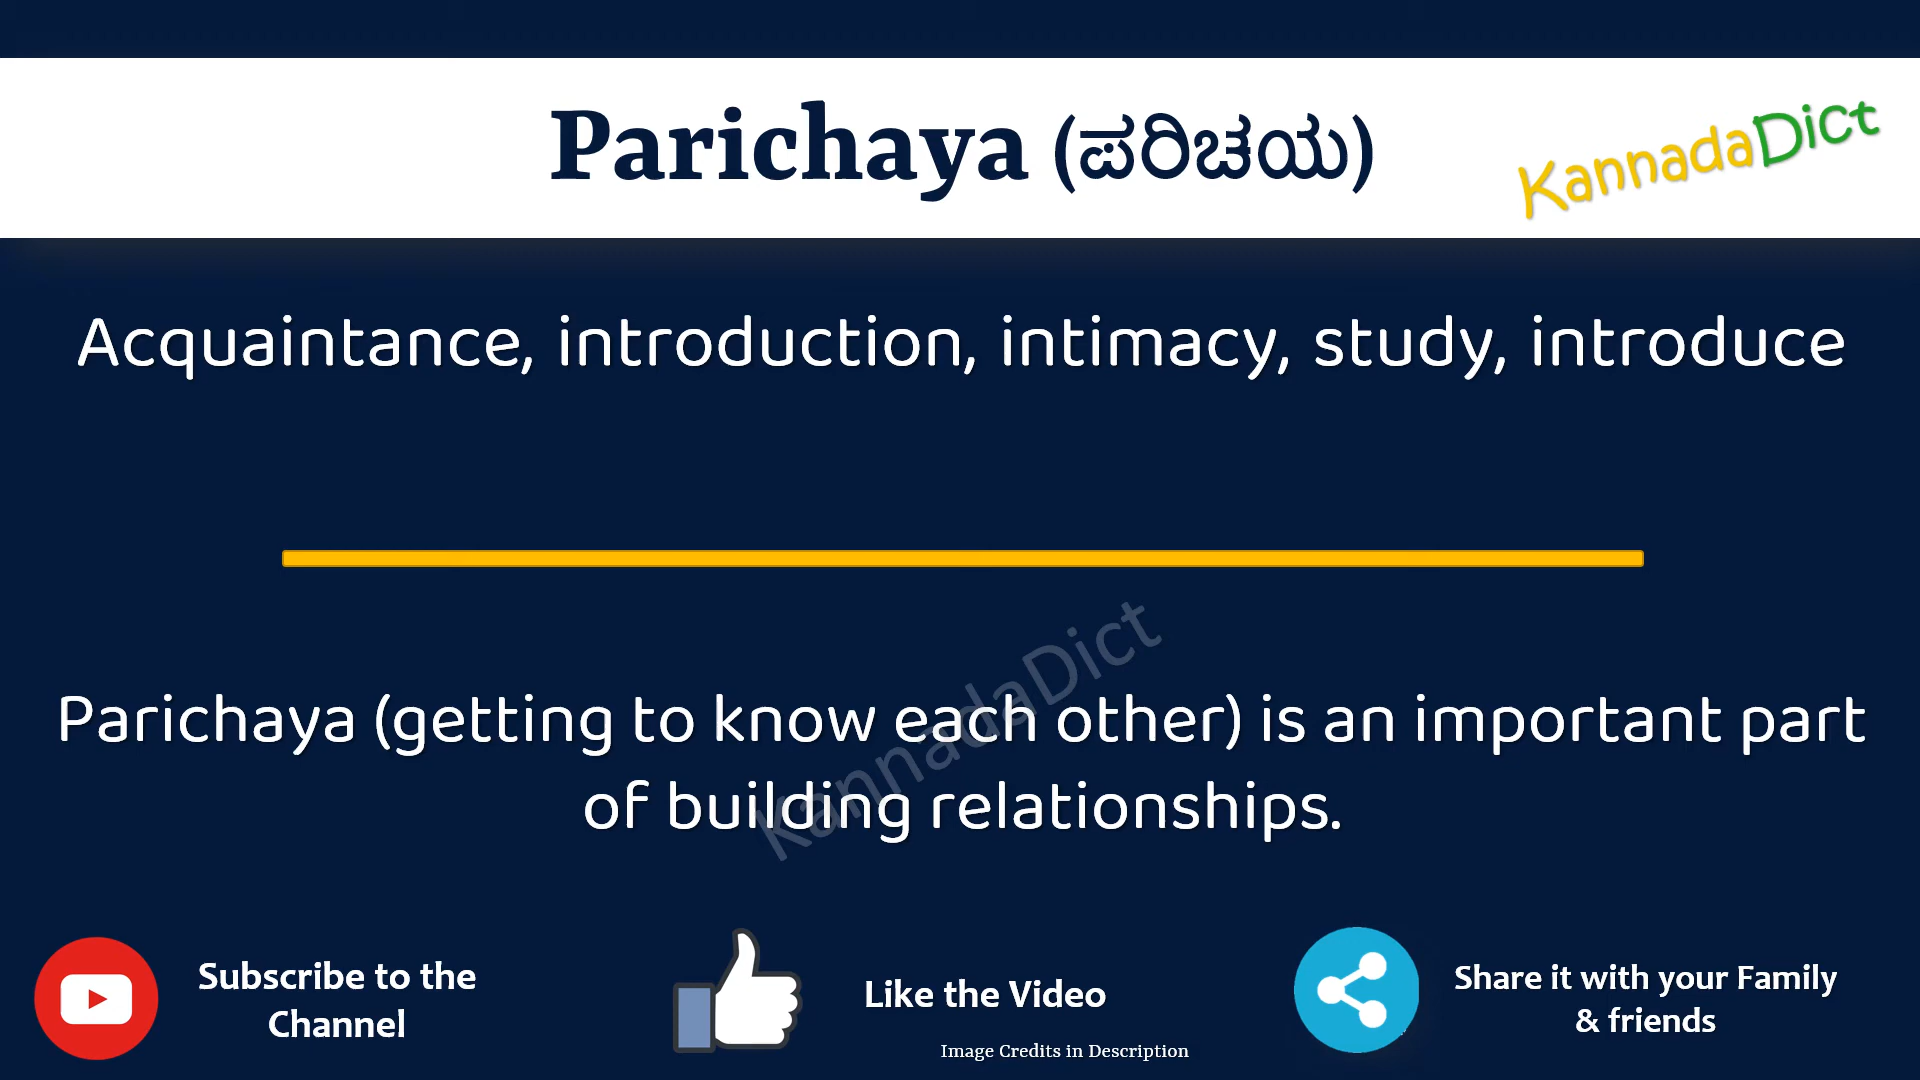 Parichaya (ಪರಿಚಯ)
KannadaDict
Acquaintance, introduction, intimacy, study, introduce
KannadaDict
Parichaya (getting to know each other) is an important part
of building relationships.
Subscribe to the
Channel
Like the Video
Share it with your Family
& friends
Image Credits in Description